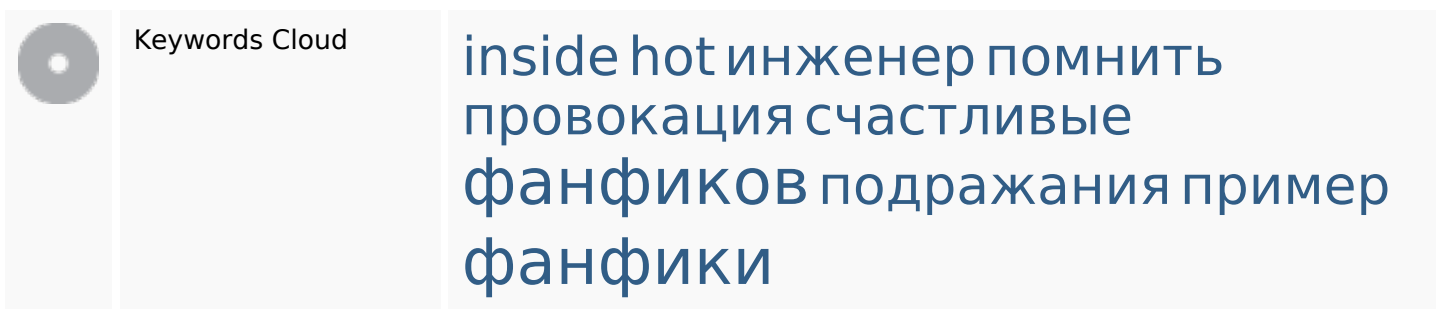 Keywords Cloud
inside hot инженер помнить
провокация счастливые
фанфиков подражания пример
фанфики